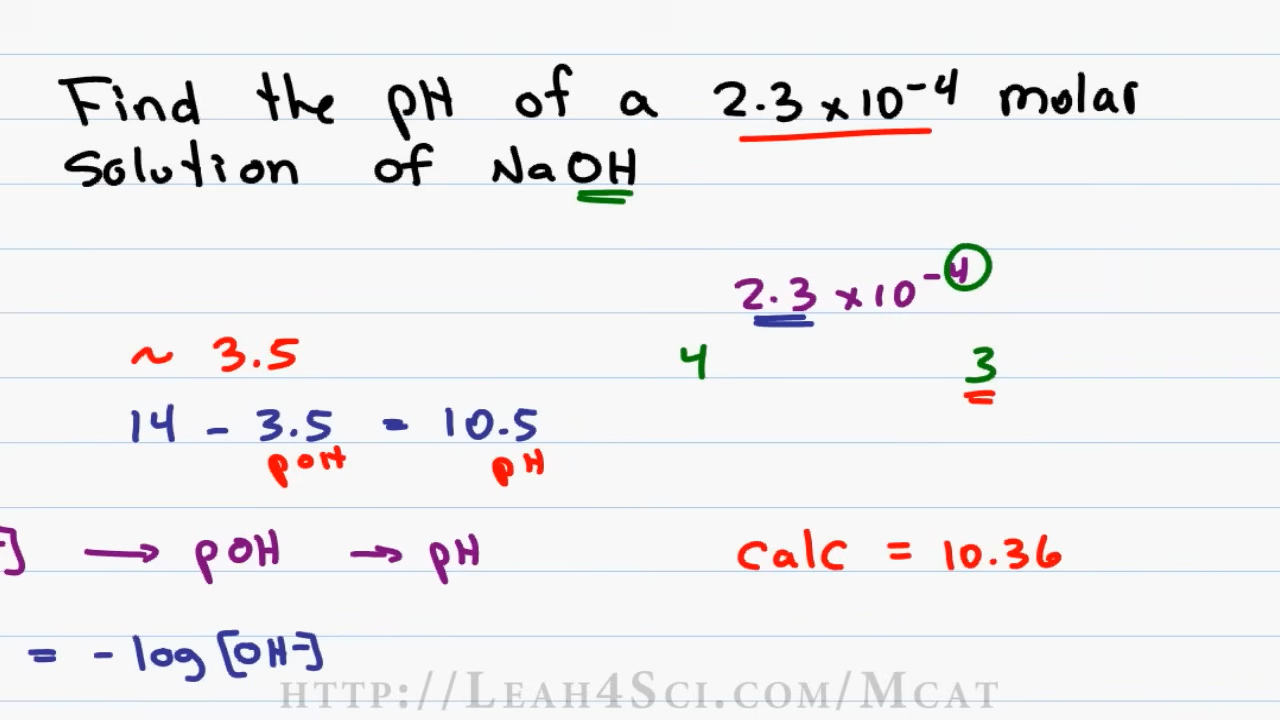 Find the pH of a 2.3 x 10⁻⁴ molar
solution of NaOH
2.3 x 10⁻⁴
~ 3.5
4 3
14 - 3.5 = 10.5
pOH pH
-] → pOH → pH
calc = 10.36
= - log [OH-]
HTTP://LEAH4SCI.COM/MCAT